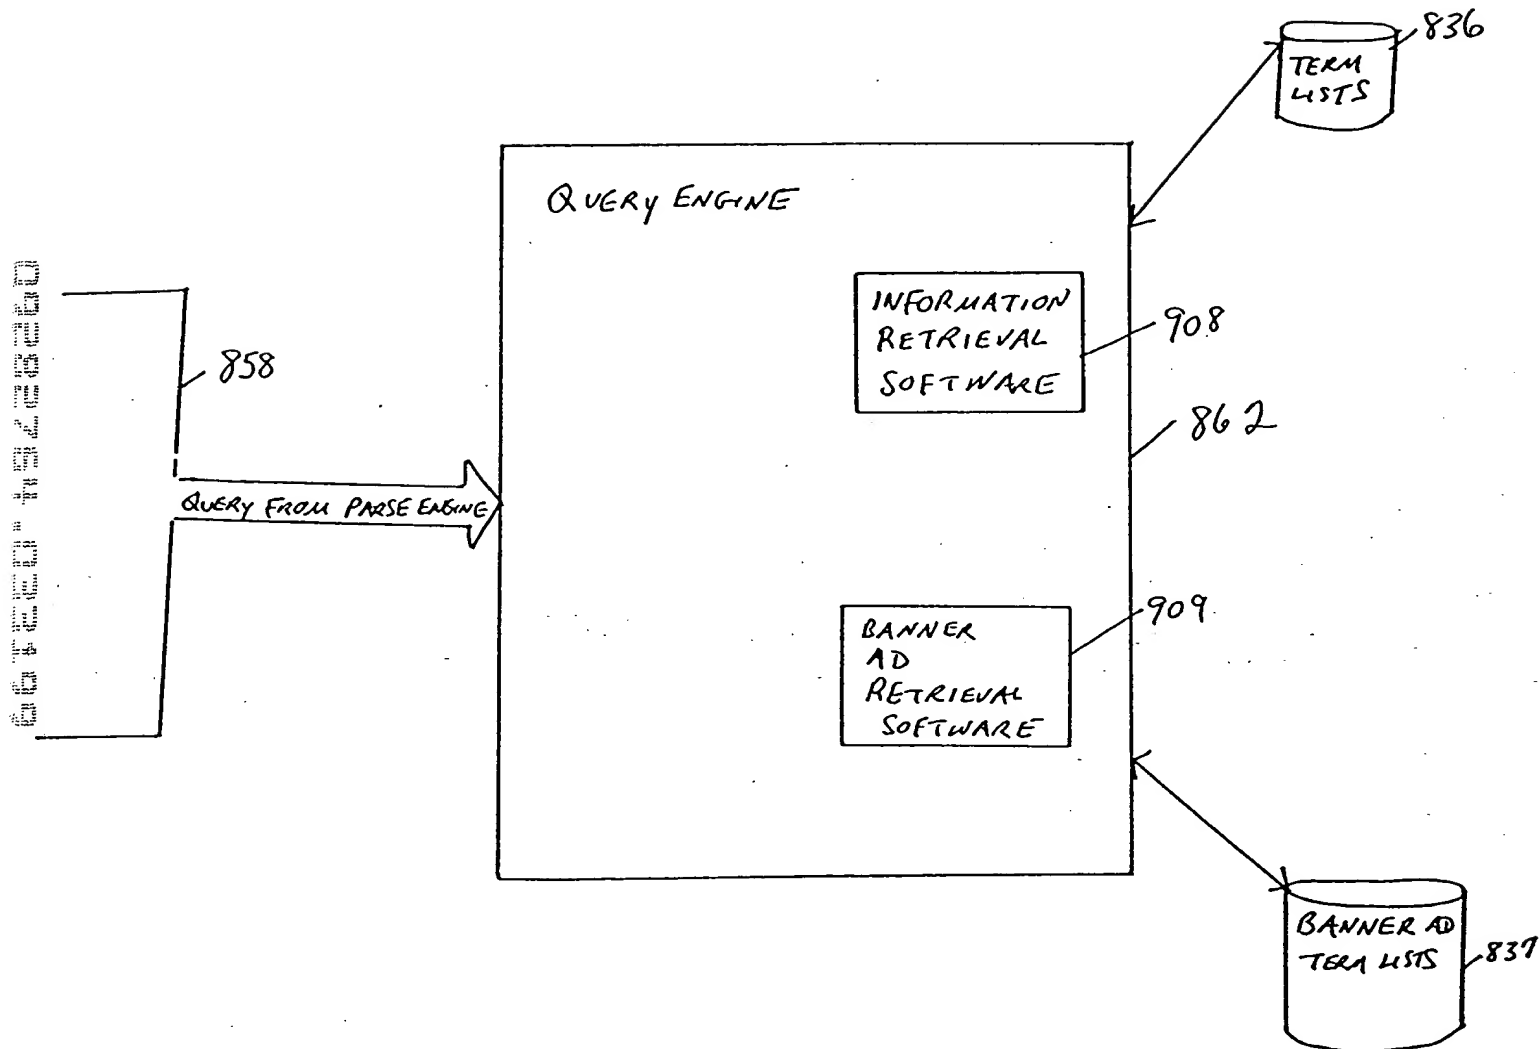 836
TERM
LISTS
QUERY ENGINE
INFORMATION
RETRIEVAL
SOFTWARE
908
858
862
QUERY FROM PARSE ENGINE
909
BANNER
AD
RETRIEVAL
SOFTWARE
BANNER AD
TERM LISTS
837